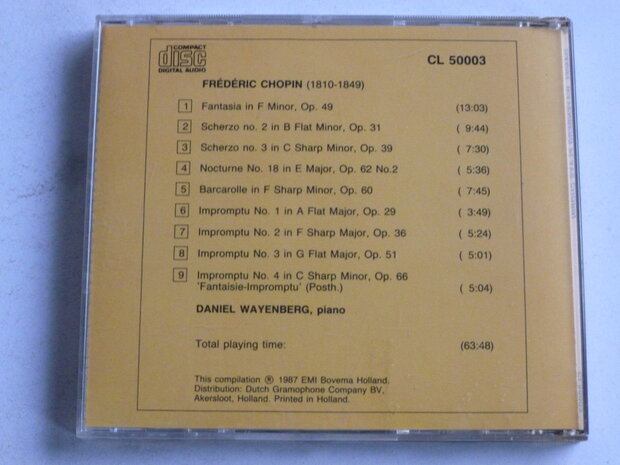 COMPACT
disc
DIGITAL AUDIO
CL 50003
FRÉDÉRIC CHOPIN (1810-1849)
1 Fantasia in F Minor, Op. 49 (13:03)
2 Scherzo no. 2 in B Flat Minor, Op. 31 ( 9:44)
3 Scherzo no. 3 in C Sharp Minor, Op. 39 ( 7:30)
4 Nocturne No. 18 in E Major, Op. 62 No.2 ( 5:36)
5 Barcarolle in F Sharp Minor, Op. 60 ( 7:45)
6 Impromptu No. 1 in A Flat Major, Op. 29 ( 3:49)
7 Impromptu No. 2 in F Sharp Major, Op. 36 ( 5:24)
8 Impromptu No. 3 in G Flat Major, Op. 51 ( 5:01)
9 Impromptu No. 4 in C Sharp Minor, Op. 66
'Fantaisie-Impromptu' (Posth.) ( 5:04)
DANIEL WAYENBERG, piano
Total playing time: (63:48)
This compilation ℗ 1987 EMI Bovema Holland.
Distribution: Dutch Gramophone Company BV,
Akersloot, Holland. Printed in Holland.